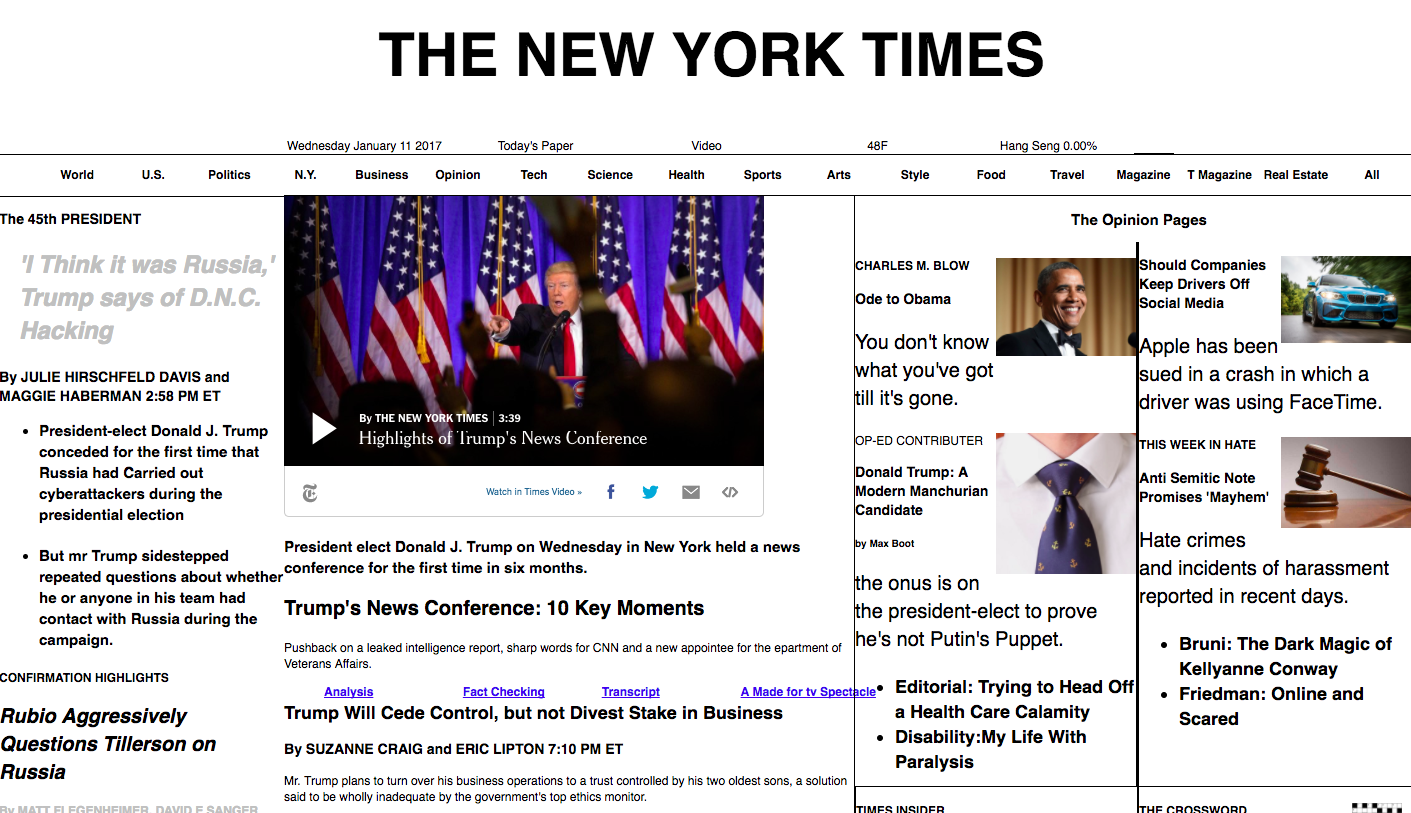 THE NEW YORK TIMES
Wednesday January 11 2017 Today's Paper Video 48F Hang Seng 0.00%
World U.S. Politics N.Y. Business Opinion Tech Science Health Sports Arts Style Food Travel Magazine T Magazine Real Estate All
The 45th PRESIDENT
'I Think it was Russia,'
Trump says of D.N.C.
Hacking
By JULIE HIRSCHFELD DAVIS and
MAGGIE HABERMAN 2:58 PM ET
• President-elect Donald J. Trump
conceded for the first time that
Russia had Carried out
cyberattackers during the
presidential election
• But mr Trump sidestepped
repeated questions about whether
he or anyone in his team had
contact with Russia during the
campaign.
CONFIRMATION HIGHLIGHTS
Rubio Aggressively
Questions Tillerson on
Russia
By MATT FLEGENHEIMER, DAVID E SANGER
By THE NEW YORK TIMES | 3:39
Highlights of Trump's News Conference
Watch in Times Video »
President elect Donald J. Trump on Wednesday in New York held a news
conference for the first time in six months.
Trump's News Conference: 10 Key Moments
Pushback on a leaked intelligence report, sharp words for CNN and a new appointee for the epartment of
Veterans Affairs.
Analysis Fact Checking Transcript A Made for tv Spectacle
Trump Will Cede Control, but not Divest Stake in Business
By SUZANNE CRAIG and ERIC LIPTON 7:10 PM ET
Mr. Trump plans to turn over his business operations to a trust controlled by his two oldest sons, a solution
said to be wholly inadequate by the government's top ethics monitor.
The Opinion Pages
CHARLES M. BLOW
Ode to Obama
You don't know
what you've got
till it's gone.
OP-ED CONTRIBUTER
Donald Trump: A
Modern Manchurian
Candidate
by Max Boot
the onus is on
the president-elect to prove
he's not Putin's Puppet.
• Editorial: Trying to Head Off
a Health Care Calamity
• Disability:My Life With
Paralysis
TIMES INSIDER
Should Companies
Keep Drivers Off
Social Media
Apple has been
sued in a crash in which a
driver was using FaceTime.
THIS WEEK IN HATE
Anti Semitic Note
Promises 'Mayhem'
Hate crimes
and incidents of harassment
reported in recent days.
• Bruni: The Dark Magic of
Kellyanne Conway
• Friedman: Online and
Scared
THE CROSSWORD